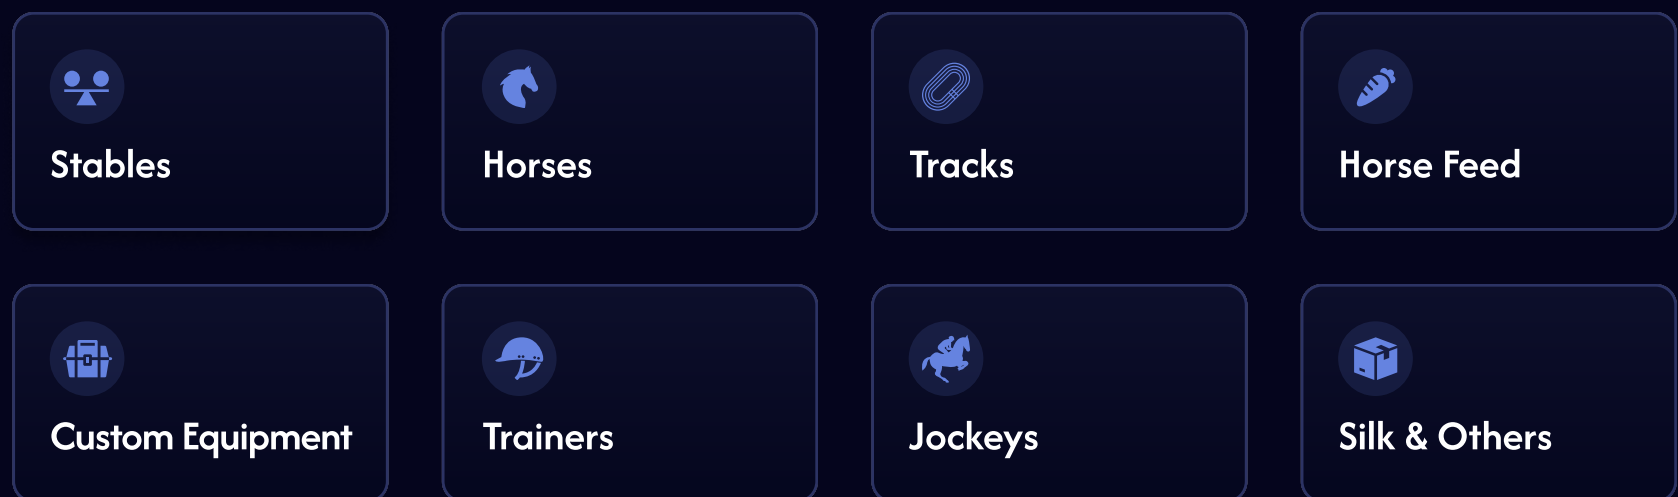 Stables
Horses
Tracks
Horse Feed
Custom Equipment
Trainers
Jockeys
Silk & Others